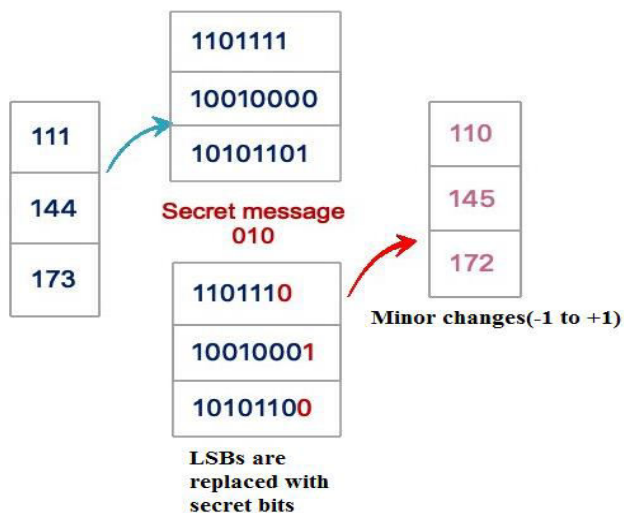 111
144
173
1101111
10010000
10101101
Secret message
010
1101110
10010001
10101100
LSBs are
replaced with
secret bits
110
145
172
Minor changes(-1 to +1)